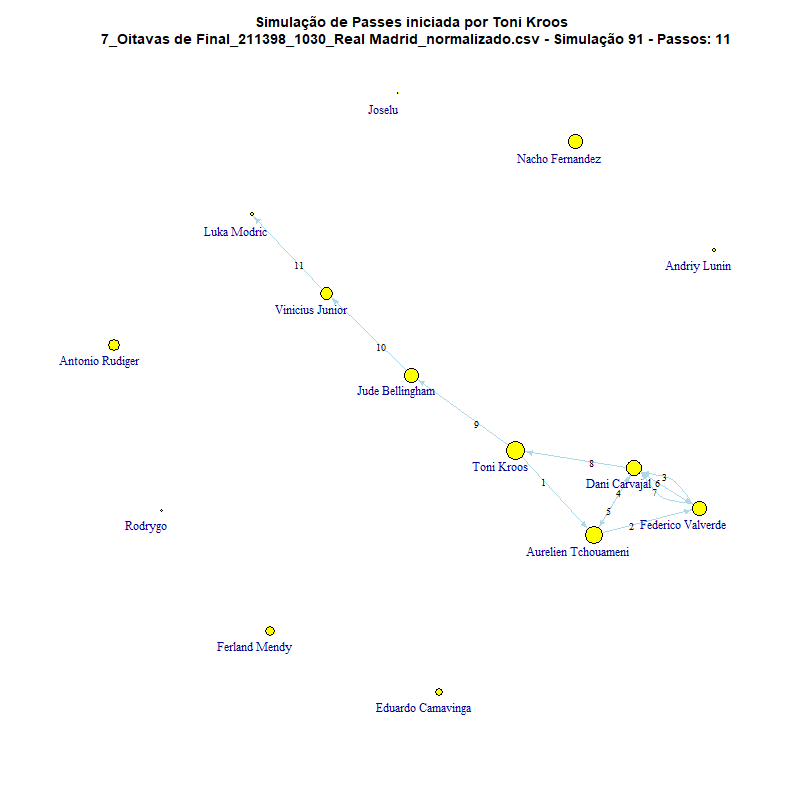 Simulação de Passes iniciada por Toni Kroos
7_Oitavas de Final_211398_1030_Real Madrid_normalizado.csv - Simulação 91 - Passos: 11
Joselu
Nacho Fernandez
Luka Modric
Andriy Lunin
11
Vinicius Junior
10
Antonio Rudiger
Jude Bellingham
9
Toni Kroos
8
3
Dani Carvajal
6
1
4
7
5
Rodrygo
2
Federico Valverde
Aurelien Tchouameni
Ferland Mendy
Eduardo Camavinga